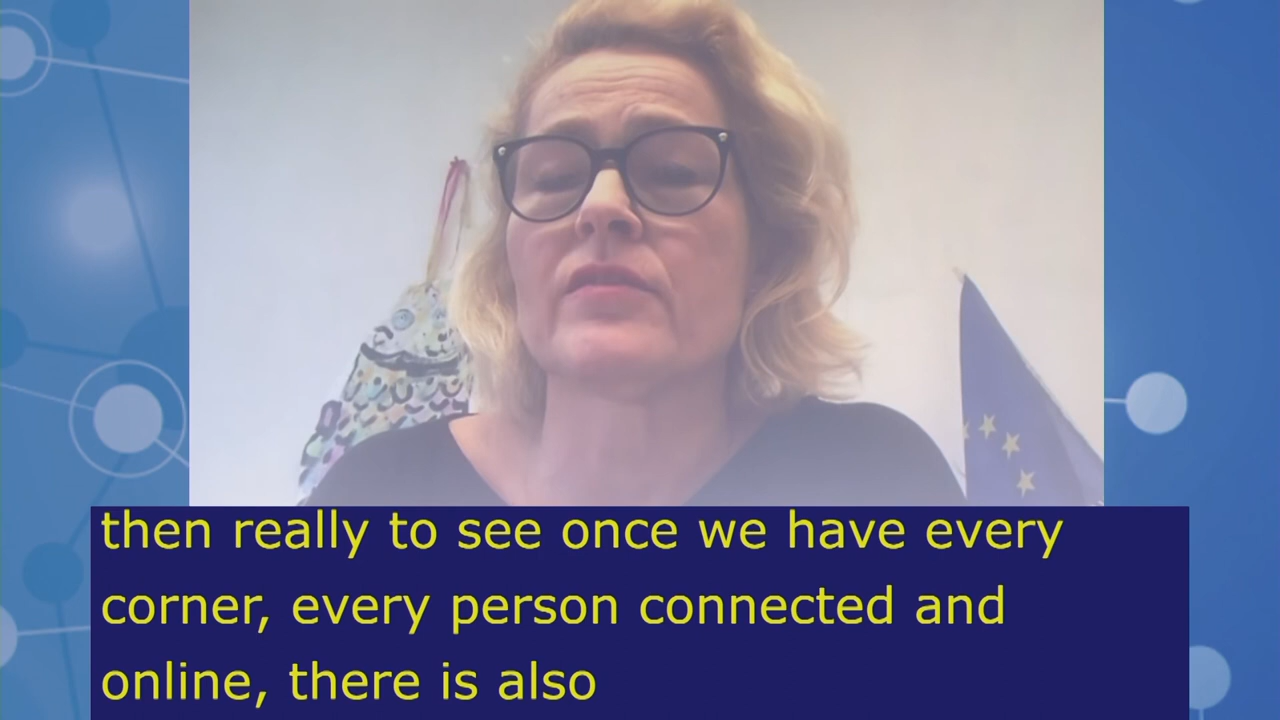 then really to see once we have every
corner, every person connected and
online, there is also